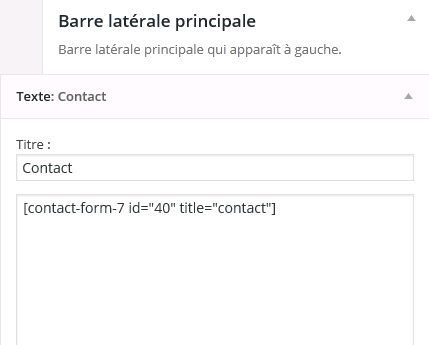 Barre latérale principale
Barre latérale principale qui apparaît à gauche.
Texte: Contact
Titre :
Contact
[contact-form-7 id="40" title="contact"]